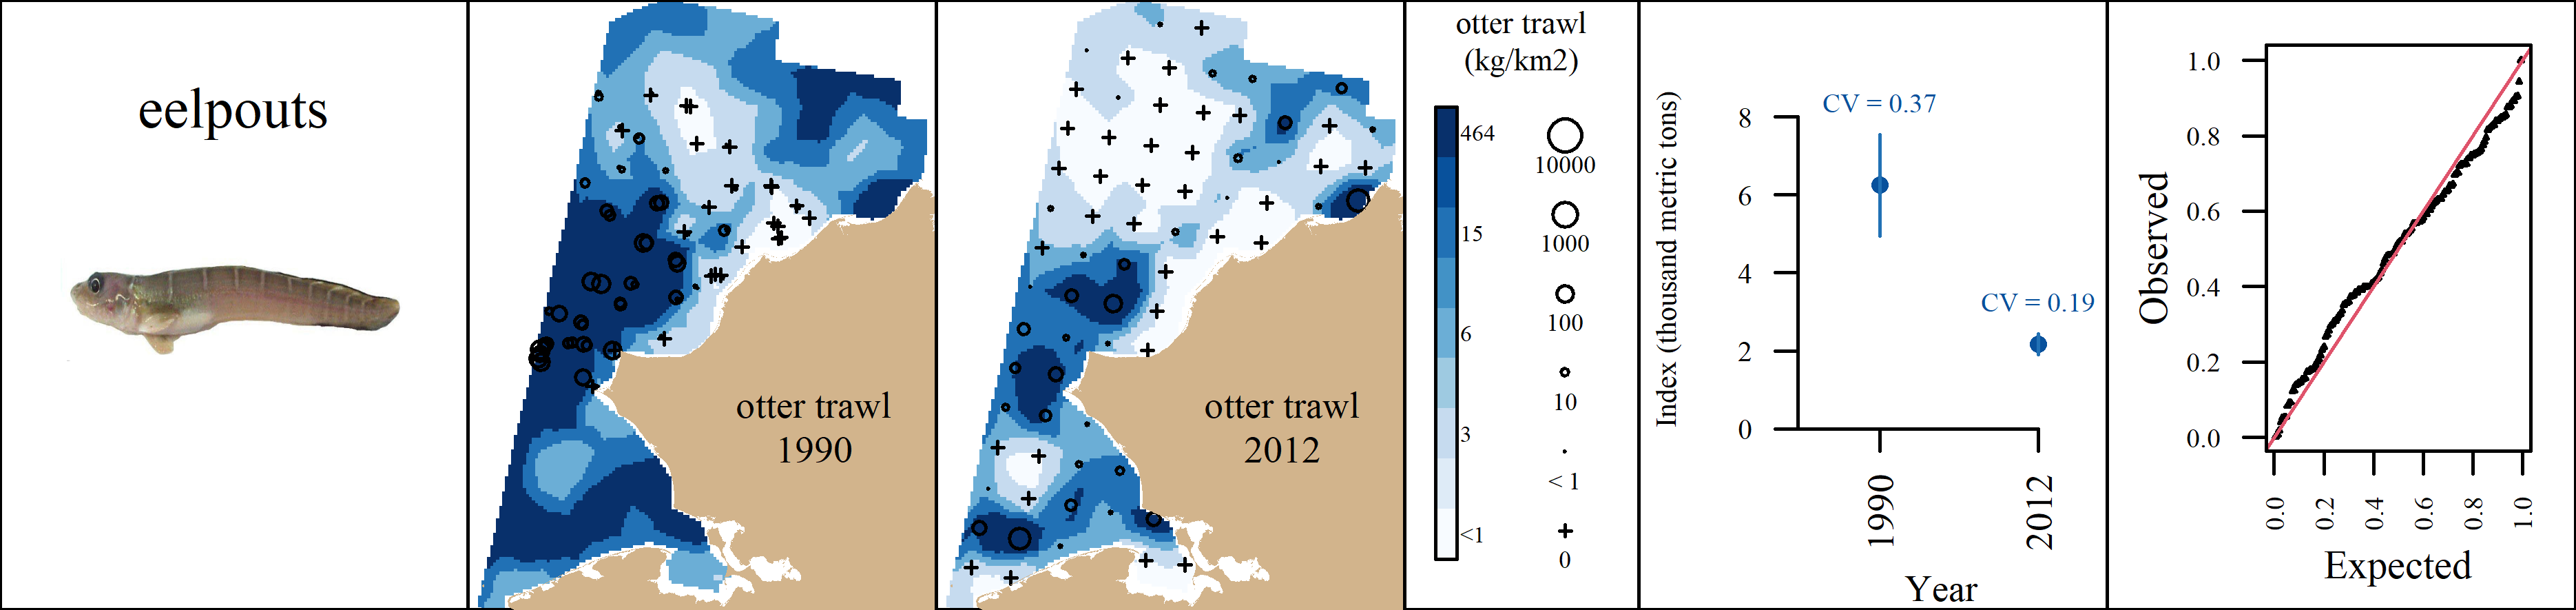 eelpouts
otter trawl
1990
otter trawl
2012
otter trawl
(kg/km2)
464
15
6
3
<1
10000
1000
100
10
< 1
0
Index (thousand metric tons)
8
6
4
2
0
CV = 0.37
CV = 0.19
1990
2012
Year
Observed
1.0
0.8
0.6
0.4
0.2
0.0
0.0
0.2
0.4
0.6
0.8
1.0
Expected